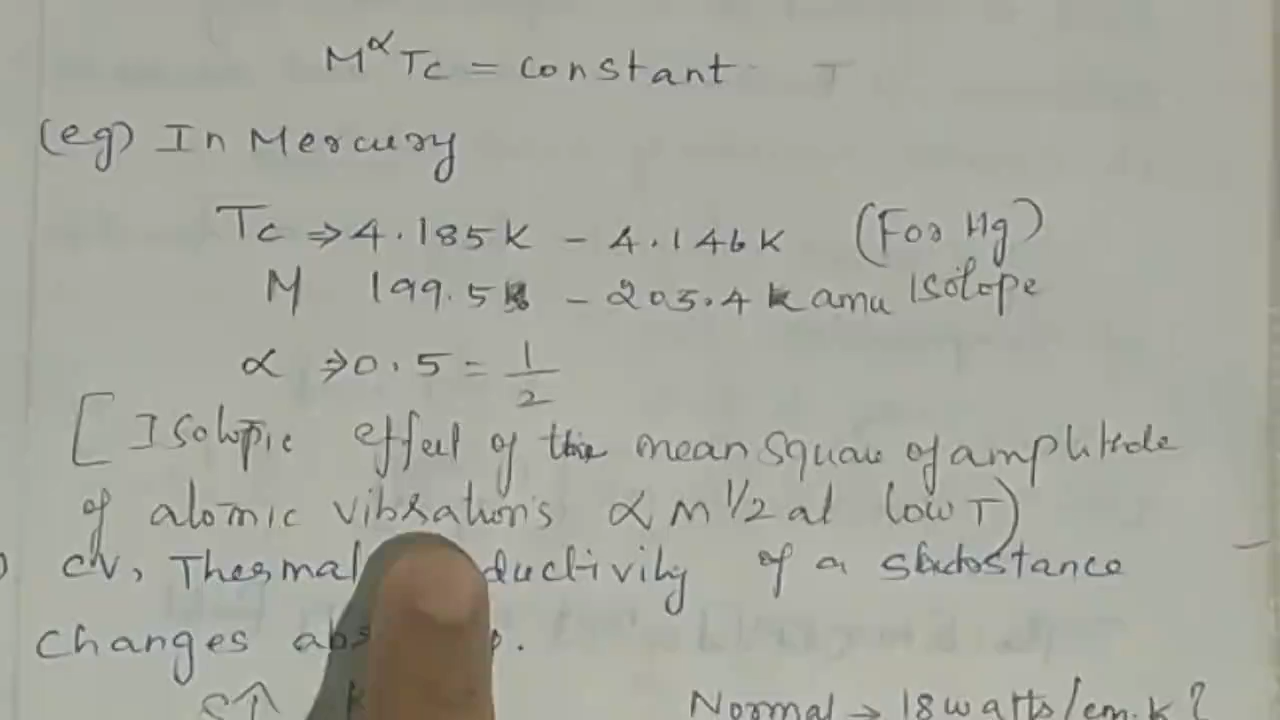 M^α Tc = constant
(eg) In Mercury
Tc ⇒ 4.185K - 4.146K (For Hg)
M 199.5 - 203.4 amu Isotope
α ⇒ 0.5 = 1/2
[Isotopic effect of the mean square of amplitude
of atomic vibrations α M 1/2 at low T)
CV, Thermal ductivity of a substance
changes
Normal → 18 watts/cm.K